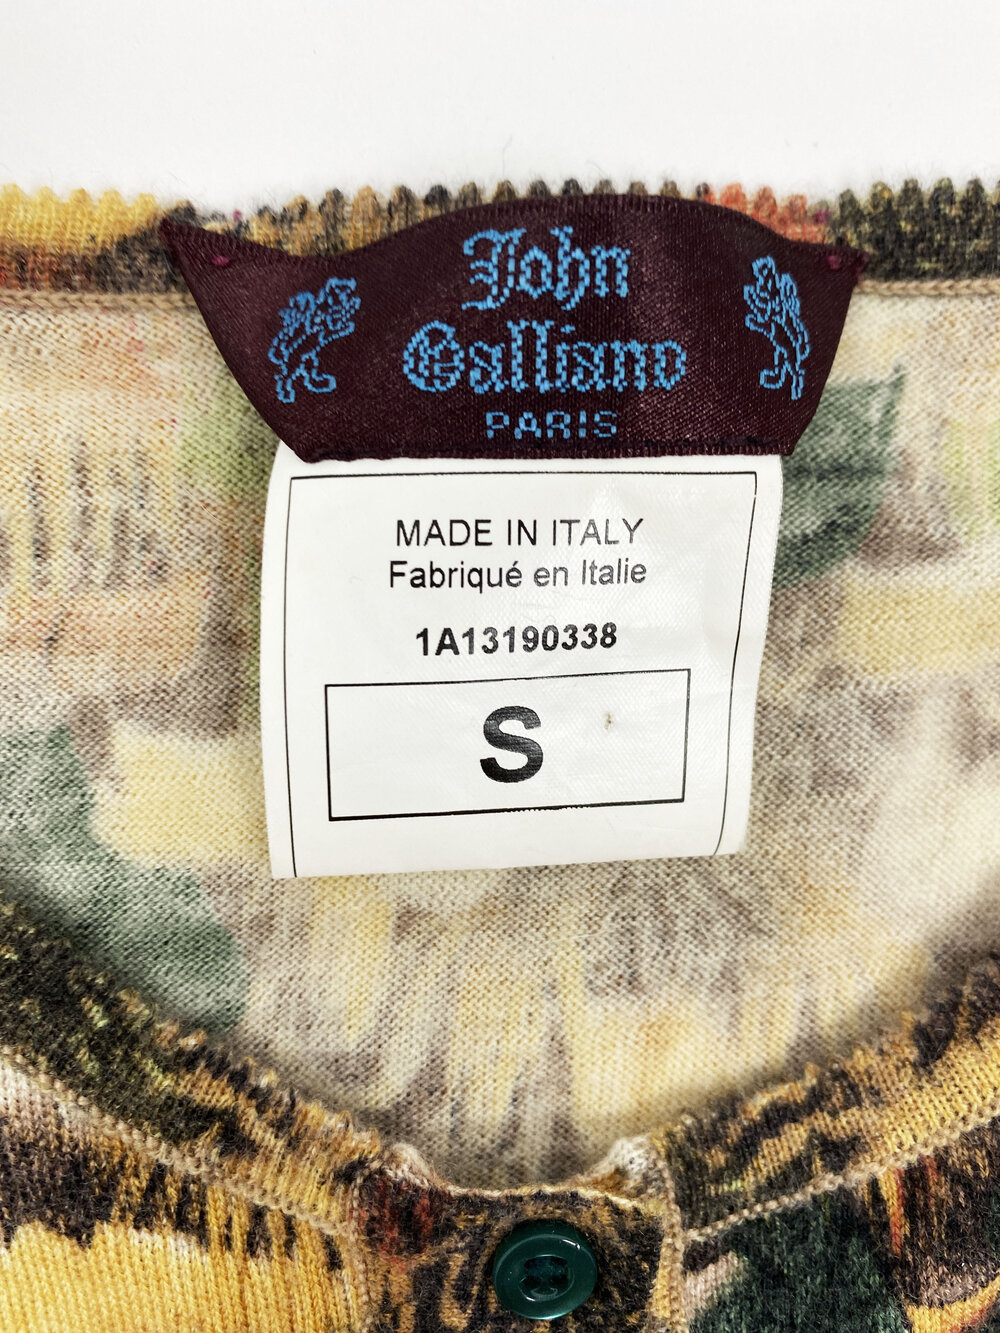 John
Galliano
PARIS
MADE IN ITALY
Fabriqué en Italie
1A13190338
S